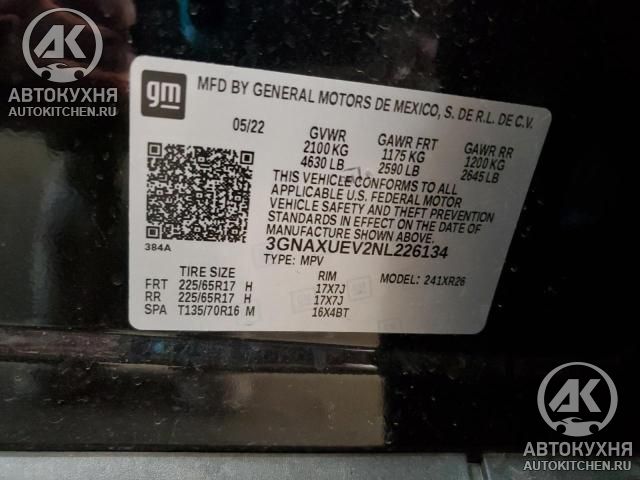 AK
АВТОКУХНЯ
AUTOKITCHEN.RU
gm
MFD BY GENERAL MOTORS DE MEXICO, S. DE R.L. DE C.V.
05/22 GVWR GAWR FRT GAWR RR
2100 KG 1175 KG 1200 KG
4630 LB 2590 LB 2645 LB
THIS VEHICLE CONFORMS TO ALL
APPLICABLE U.S. FEDERAL MOTOR
VEHICLE SAFETY AND THEFT PREVENTION
STANDARDS IN EFFECT ON THE DATE OF
384A
3GNAXUEV2NL226134
TYPE: MPV MODEL: 241XR26
TIRE SIZE RIM
FRT 225/65R17 H 17X7J
RR 225/65R17 H 17X7J
SPA T135/70R16 M 16X4BT
AK
АВТОКУХНЯ
AUTOKITCHEN.RU